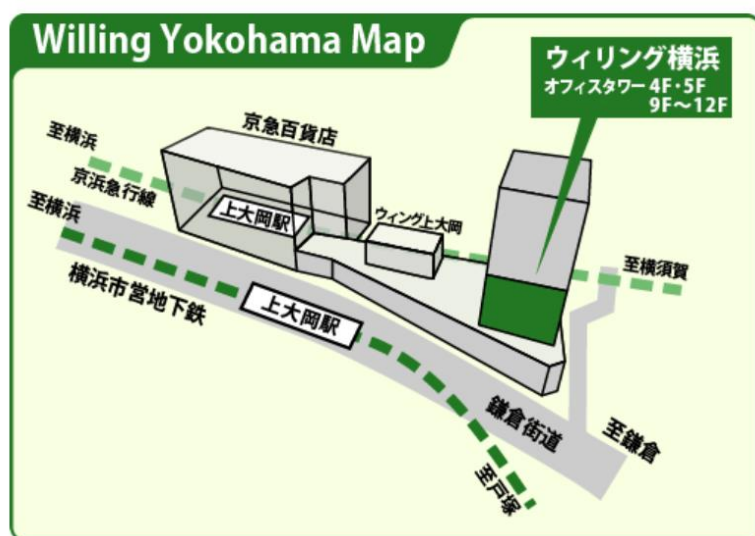 Willing Yokohama Map
ウィリング横浜
オフィスタワー 4F・5F
9F〜12F
京急百貨店
至横浜
京浜急行線
上大岡駅
ウィング上大岡
至横浜
至横須賀
横浜市営地下鉄
上大岡駅
鎌倉街道
至鎌倉
至戸塚